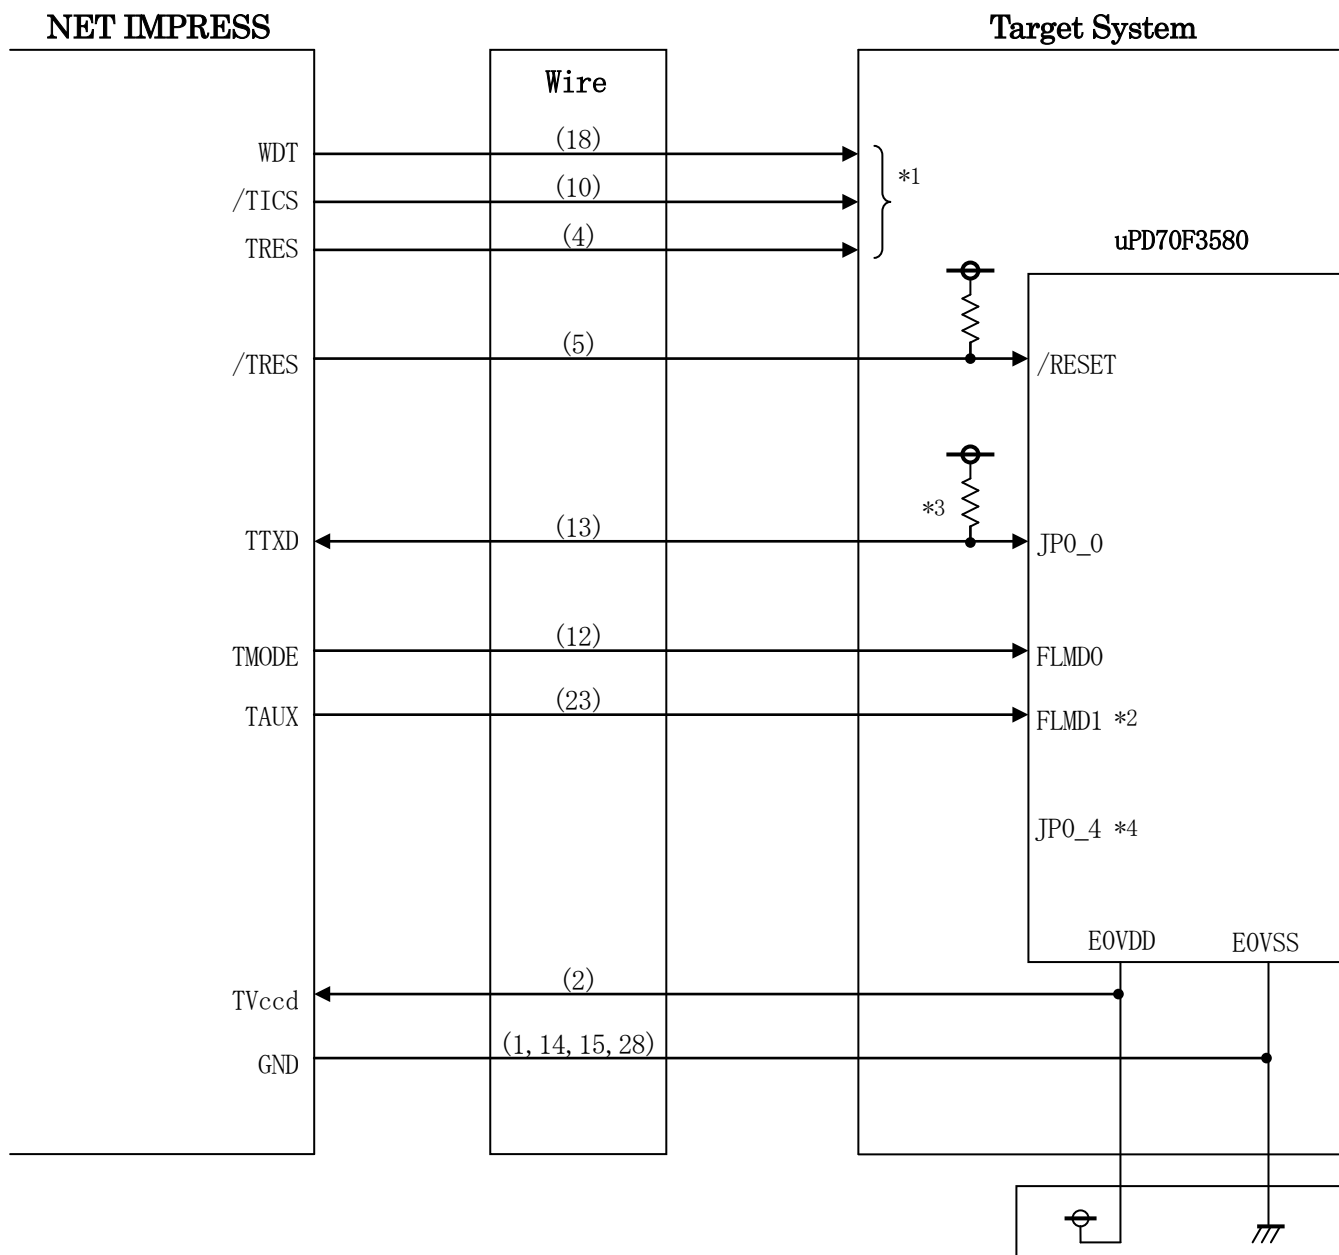 NET IMPRESS
Target System
Wire
WDT (18)
*1
/TICS (10)
TRES (4)
uPD70F3580
/TRES (5) /RESET
*3
TTXD (13) JP0_0
TMODE (12) FLMD0
TAUX (23) FLMD1 *2
JP0_4 *4
E0VDD E0VSS
TVccd (2)
GND (1,14,15,28)